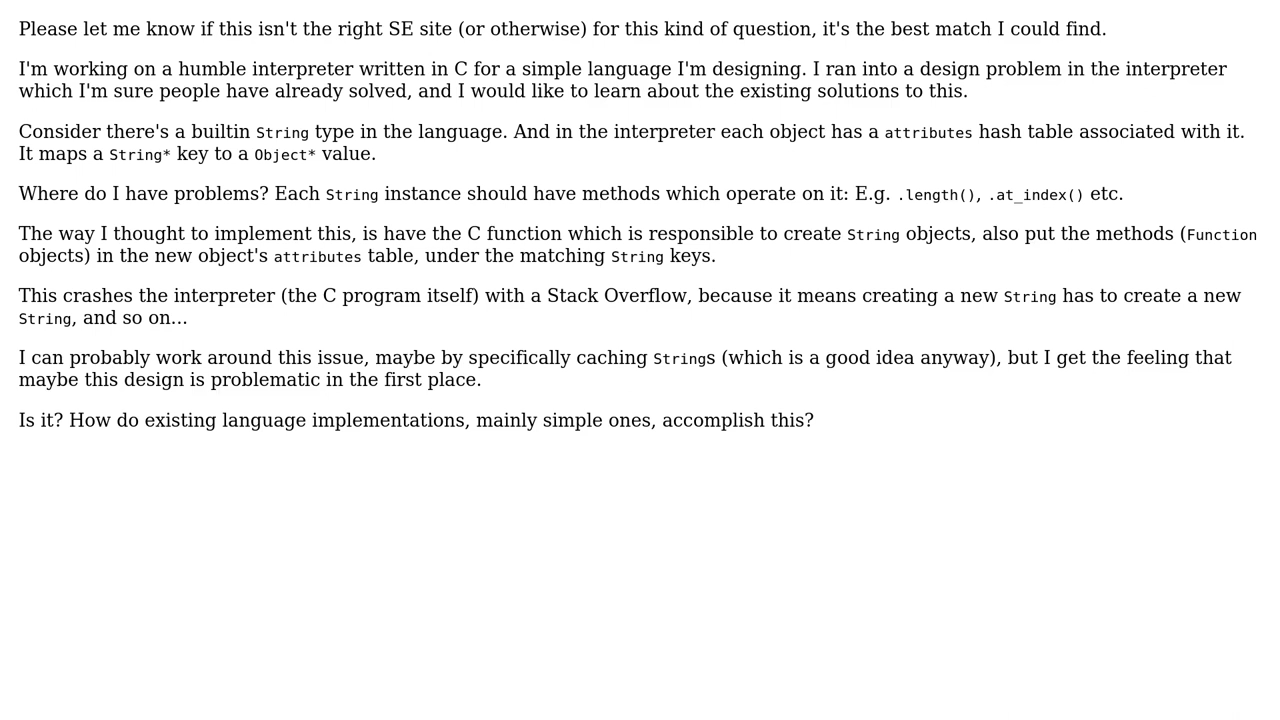 Please let me know if this isn't the right SE site (or otherwise) for this kind of question, it's the best match I could find.
I'm working on a humble interpreter written in C for a simple language I'm designing. I ran into a design problem in the interpreter
which I'm sure people have already solved, and I would like to learn about the existing solutions to this.
Consider there's a builtin String type in the language. And in the interpreter each object has a attributes hash table associated with it.
It maps a String* key to a Object* value.
Where do I have problems? Each String instance should have methods which operate on it: E.g. .length(), .at_index() etc.
The way I thought to implement this, is have the C function which is responsible to create String objects, also put the methods (Function
objects) in the new object's attributes table, under the matching String keys.
This crashes the interpreter (the C program itself) with a Stack Overflow, because it means creating a new String has to create a new
String, and so on...
I can probably work around this issue, maybe by specifically caching Strings (which is a good idea anyway), but I get the feeling that
maybe this design is problematic in the first place.
Is it? How do existing language implementations, mainly simple ones, accomplish this?